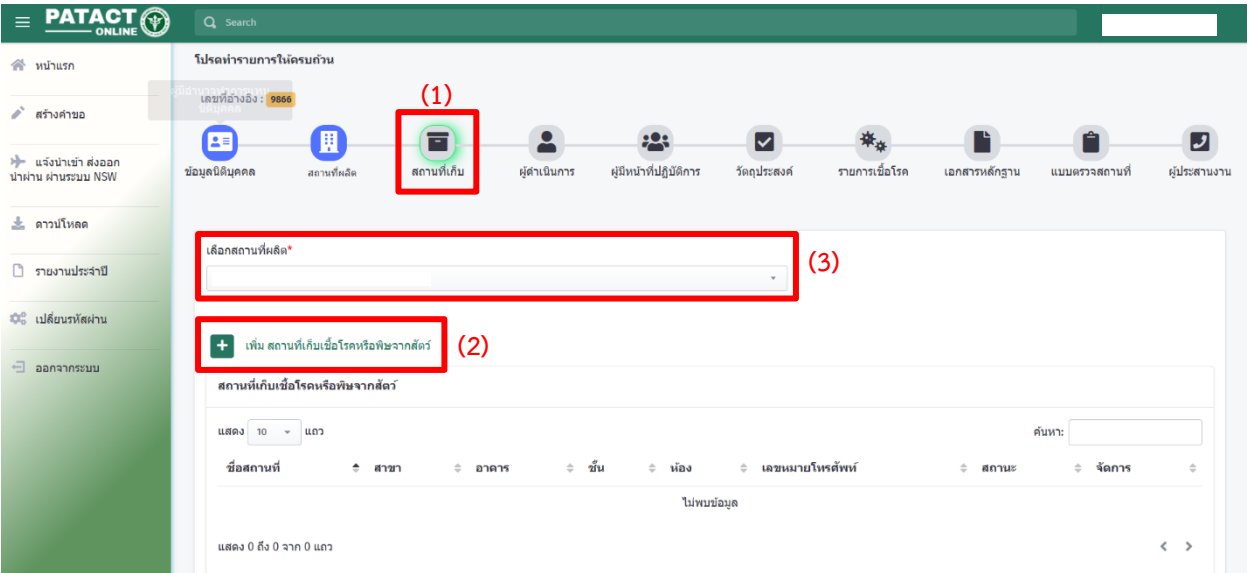 PATACT
ONLINE
Search
หน้าแรก
สร้างคำขอ
แจ้งนำเข้า ส่งออก
นำผ่าน ผ่านระบบ NSW
ดาวน์โหลด
รายงานประจำปี
เปลี่ยนรหัสผ่าน
ออกจากระบบ
โปรดทำรายการให้ครบถ้วน
เลขที่อ้างอิง : 9866
(1)
ข้อมูลนิติบุคคล
สถานที่ผลิต
สถานที่เก็บ
ผู้ดำเนินการ
ผู้มีหน้าที่ปฏิบัติการ
วัตถุประสงค์
รายการเชื้อโรค
เอกสารหลักฐาน
แบบตรวจสถานที่
ผู้ประสานงาน
เลือกสถานที่ผลิต*
(3)
เพิ่ม สถานที่เก็บเชื้อโรคหรือพิษจากสัตว์
(2)
สถานที่เก็บเชื้อโรคหรือพิษจากสัตว์
แสดง 10 แถว
ค้นหา:
ชื่อสถานที่ สาขา อาคาร ชั้น ห้อง เลขหมายโทรศัพท์ สถานะ จัดการ
ไม่พบข้อมูล
แสดง 0 ถึง 0 จาก 0 แถว